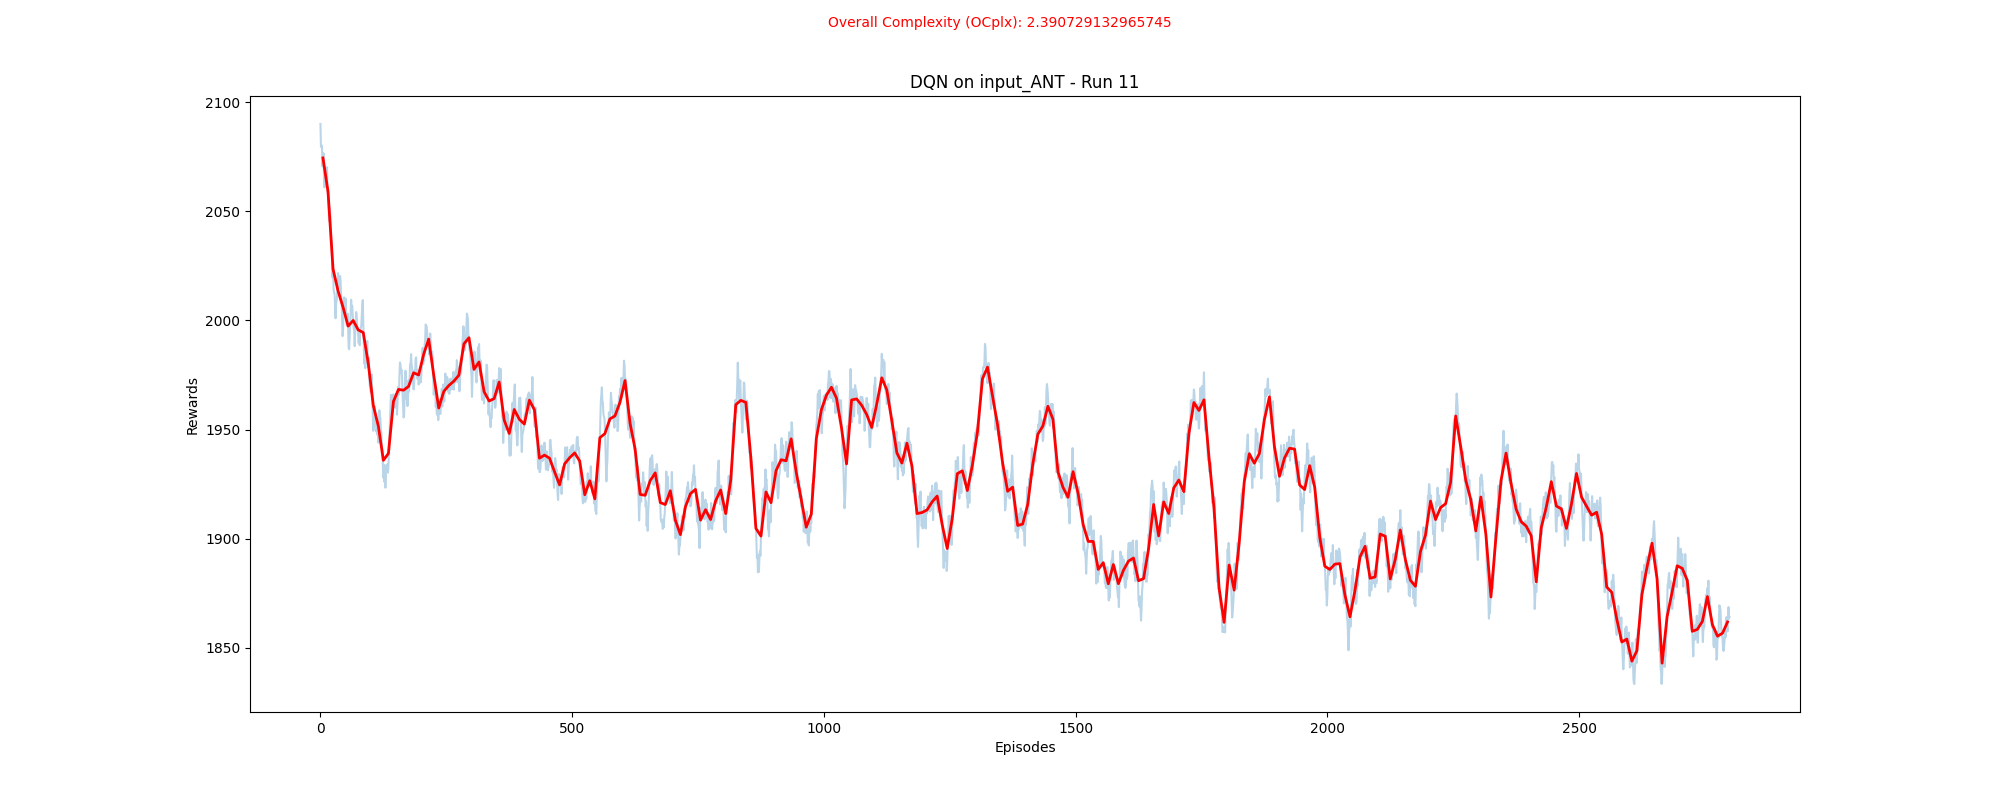 Overall Complexity (OCplx): 2.390729132965745
DQN on input_ANT - Run 11
2100
2050
2000
1950
1900
1850
Rewards
0 500 1000 1500 2000 2500
Episodes